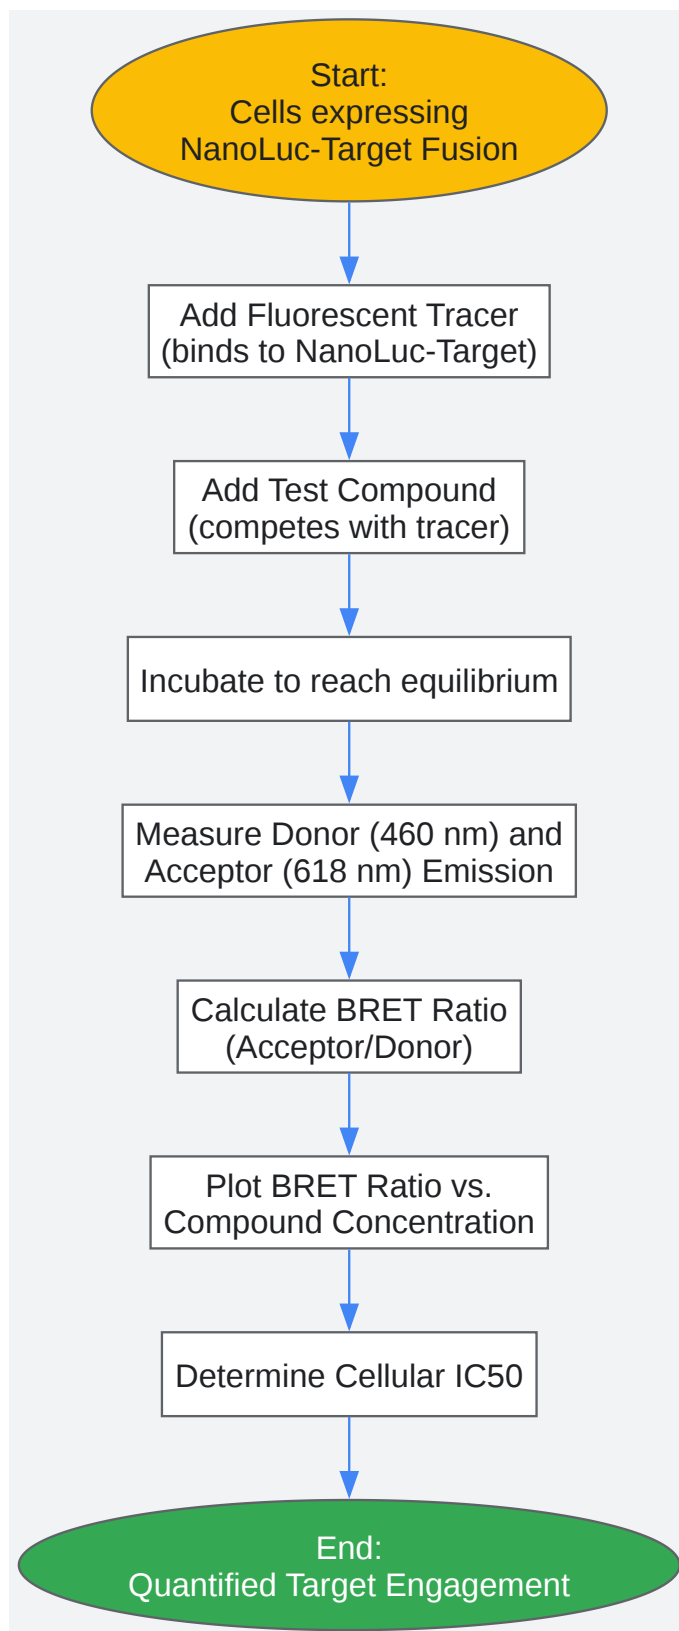 Start:
Cells expressing
NanoLuc-Target Fusion
Add Fluorescent Tracer
(binds to NanoLuc-Target)
Add Test Compound
(competes with tracer)
Incubate to reach equilibrium
Measure Donor (460 nm) and
Acceptor (618 nm) Emission
Calculate BRET Ratio
(Acceptor/Donor)
Plot BRET Ratio vs.
Compound Concentration
Determine Cellular IC50
End:
Quantified Target Engagement